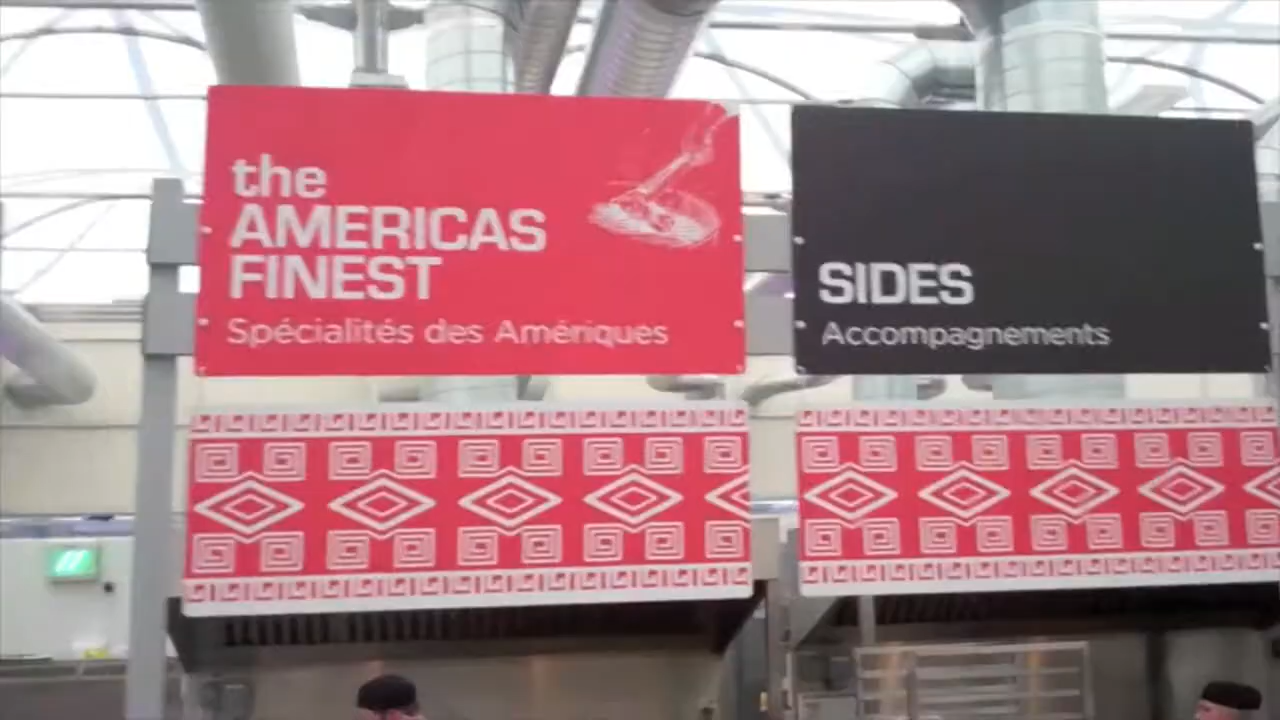 the
AMERICAS
FINEST
Spécialités des Amériques
SIDES
Accompagnements